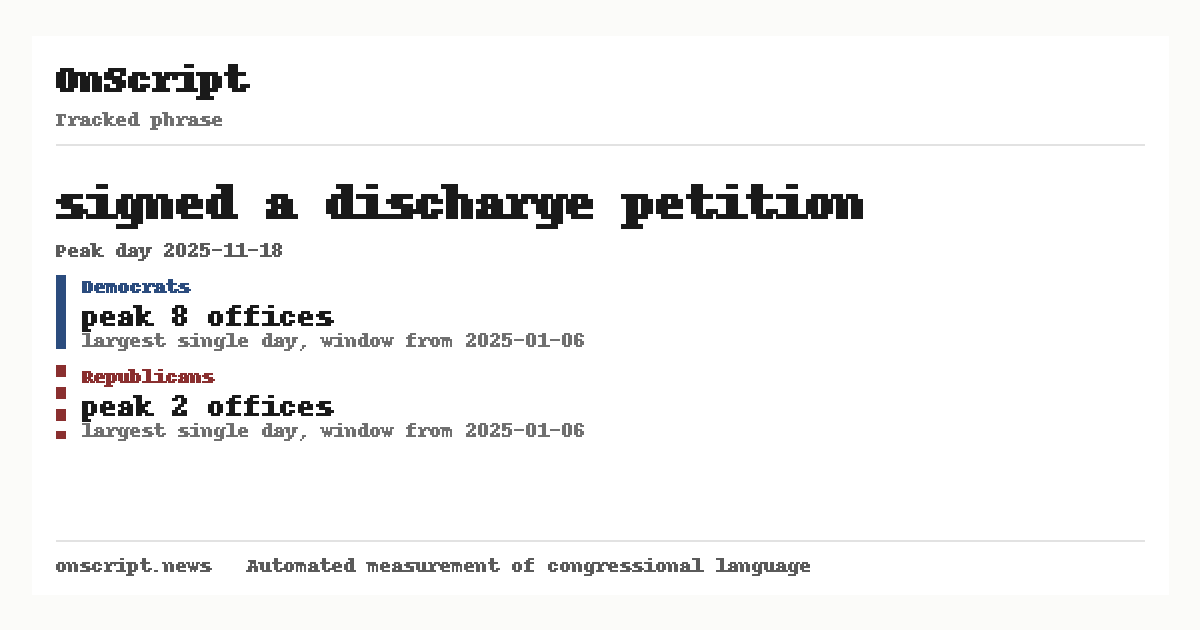 OnScript
Tracked phrase
signed a discharge petition
Peak day 2025-11-18
Democrats
peak 8 offices
largest single day, window from 2025-01-06
Republicans
peak 2 offices
largest single day, window from 2025-01-06
onscript.news Automated measurement of congressional language